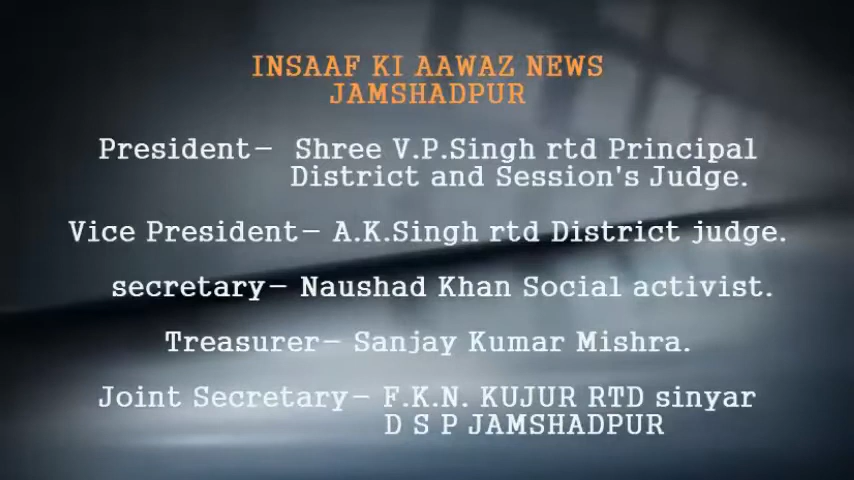 INSAAF KI AAWAZ NEWS
JAMSHADPUR
President- Shree V.P.Singh rtd Principal
District and Session's Judge.
Vice President- A.K.Singh rtd District judge.
secretary- Naushad Khan Social activist.
Treasurer- Sanjay Kumar Mishra.
Joint Secretary- F.K.N. KUJUR RTD sinyar
D S P JAMSHADPUR